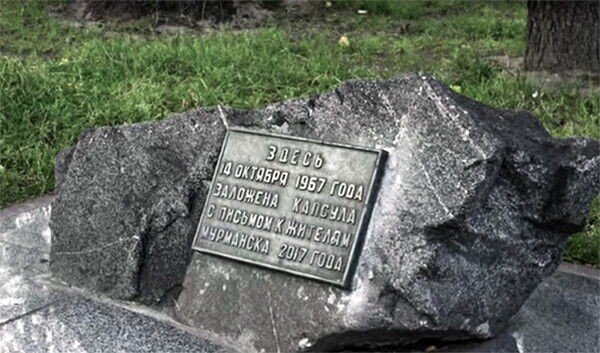 ЗДЕСЬ
14 ОКТЯБРЯ 1967 ГОДА
ЗАЛОЖЕНА КАПСУЛА
С ПИСЬМОМ К ЖИТЕЛЯМ
МУРМАНСКА 2017 ГОДА